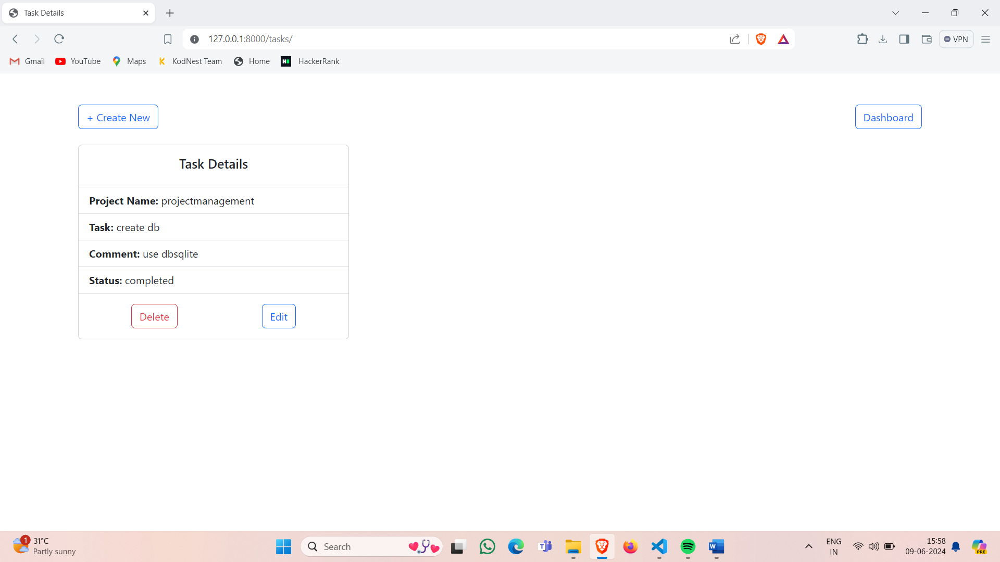 Task Details
127.0.0.1:8000/tasks/
VPN
Gmail YouTube Maps KodNest Team Home HackerRank
+ Create New
Dashboard
Task Details
Project Name: projectmanagement
Task: create db
Comment: use dbsqlite
Status: completed
Delete Edit
1
31°C
Partly sunny
Search
ENG
IN
15:58
09-06-2024
PRE